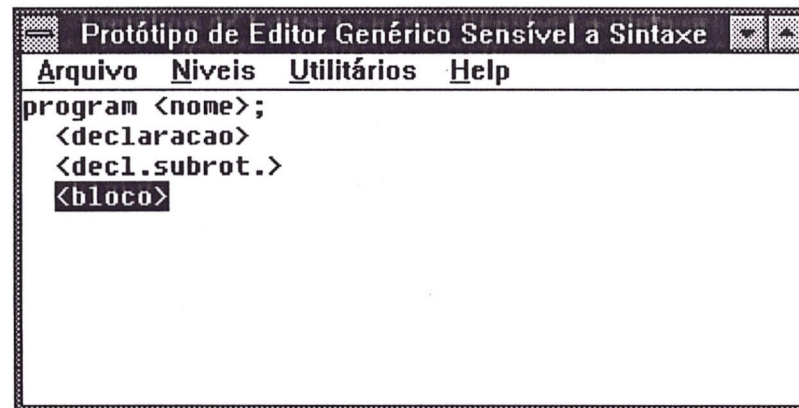 Protótipo de Editor Genérico Sensível a Sintaxe
Arquivo Niveis Utilitários Help
program <nome>;
<declaracao>
<decl.subrot.>
<bloco>